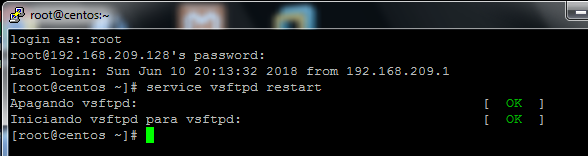 root@centos:~
login as: root
root@192.168.209.128's password:
Last login: Sun Jun 10 20:13:32 2018 from 192.168.209.1
[root@centos ~]# service vsftpd restart
Apagando vsftpd: [ OK ]
Iniciando vsftpd para vsftpd: [ OK ]
[root@centos ~]#